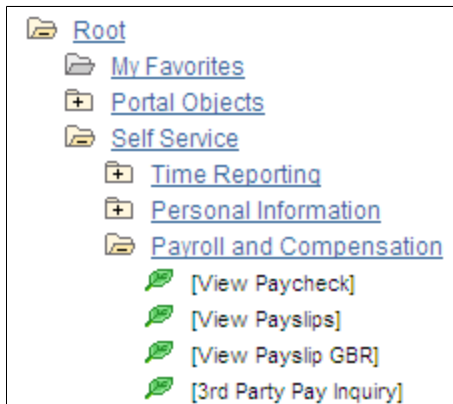 Root
My Favorites
Portal Objects
Self Service
Time Reporting
Personal Information
Payroll and Compensation
[View Paycheck]
[View Payslips]
[View Payslip GBR]
[3rd Party Pay Inquiry]